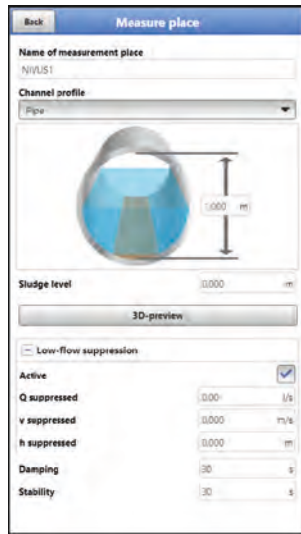 Back Measure place
Name of measurement place
NIVUS1
Channel profile
Pipe
0,000 m
Sludge level 0,000 m
3D-preview
Low-flow suppression
Active
Q suppressed 0,00 l/s
v suppressed 0,000 m/s
h suppressed 0,000 m
Damping 30 s
Stability 30 s